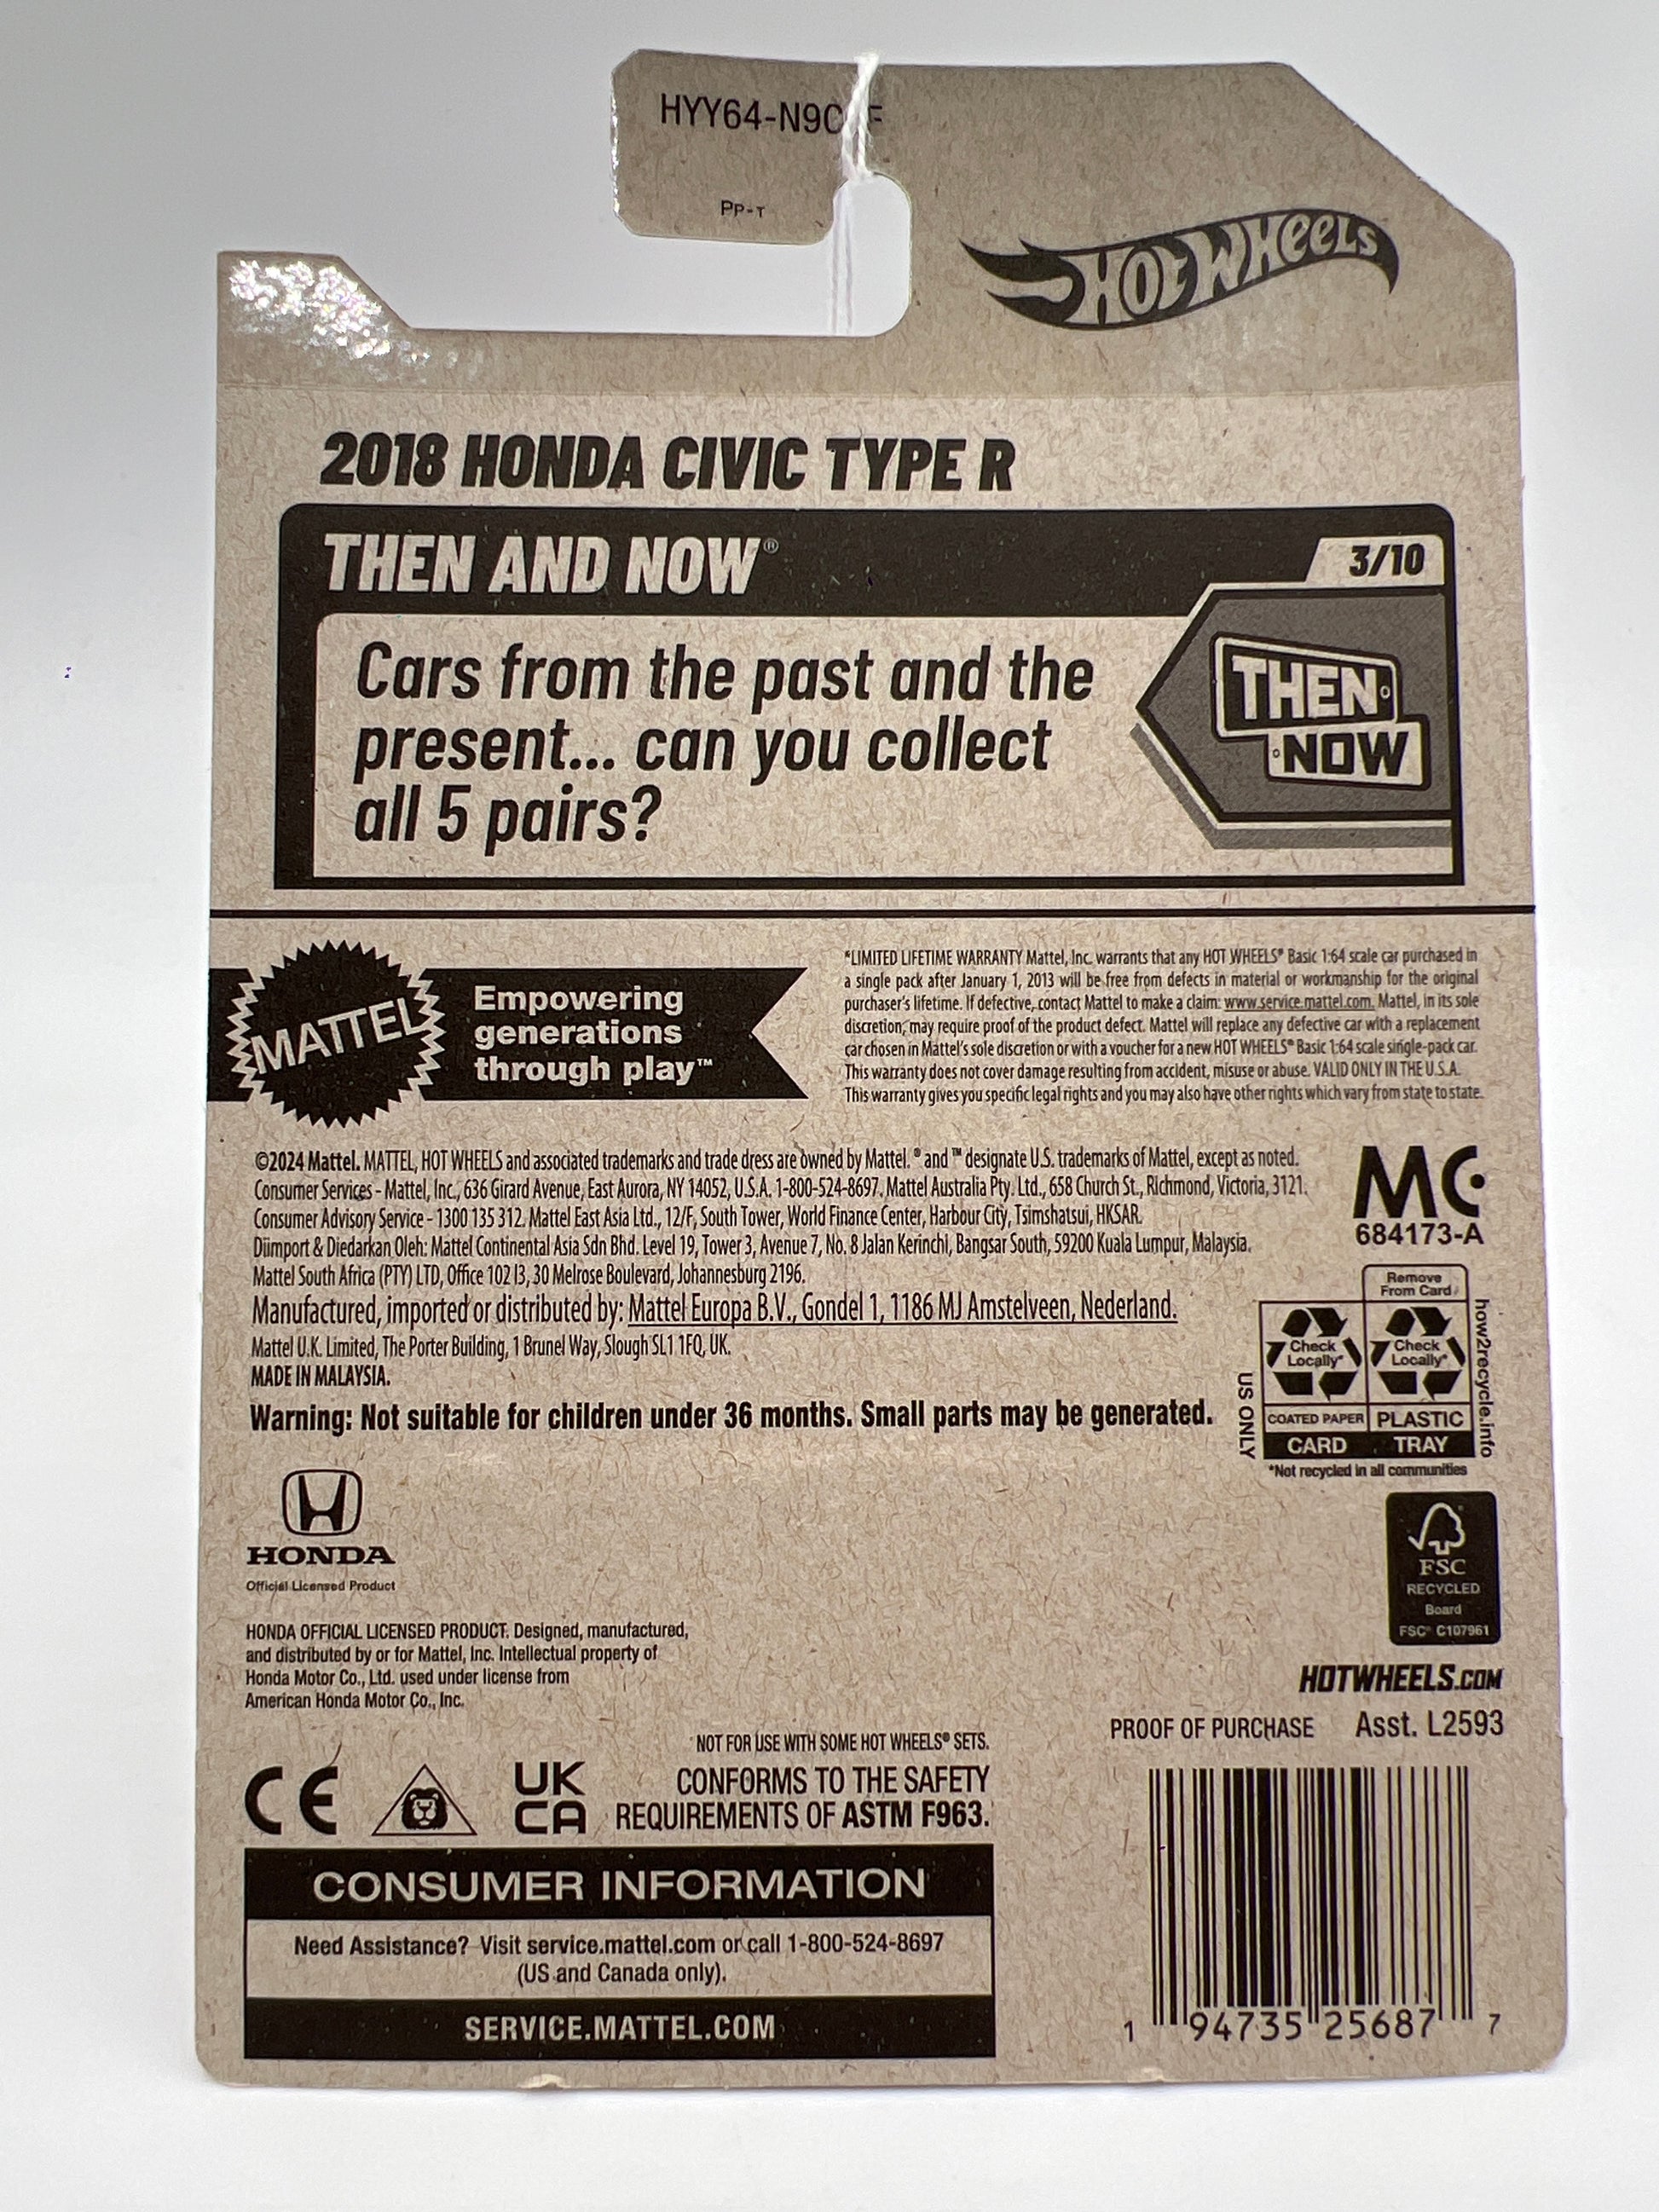 HYY64-N9C
PP-T
HOT WHEELS
2018 HONDA CIVIC TYPE R
THEN AND NOW®
3/10
Cars from the past and the
present... can you collect
all 5 pairs?
THEN
NOW
MATTEL
Empowering
generations
through play™
*LIMITED LIFETIME WARRANTY Mattel, Inc. warrants that any HOT WHEELS® Basic 1:64 scale car purchased in
a single pack after January 1, 2013 will be free from defects in material or workmanship for the original
purchaser's lifetime. If defective, contact Mattel to make a claim: www.service.mattel.com. Mattel, in its sole
discretion, may require proof of the product defect. Mattel will replace any defective car with a replacement
car chosen in Mattel's sole discretion or with a voucher for a new HOT WHEELS® Basic 1:64 scale single-pack car.
This warranty does not cover damage resulting from accident, misuse or abuse. VALID ONLY IN THE U.S.A.
This warranty gives you specific legal rights and you may also have other rights which vary from state to state.
©2024 Mattel. MATTEL, HOT WHEELS and associated trademarks and trade dress are owned by Mattel. ® and ™ designate U.S. trademarks of Mattel, except as noted.
Consumer Services - Mattel, Inc., 636 Girard Avenue, East Aurora, NY 14052, U.S.A. 1-800-524-8697. Mattel Australia Pty. Ltd., 658 Church St., Richmond, Victoria, 3121.
Consumer Advisory Service - 1300 135 312. Mattel East Asia Ltd., 12/F, South Tower, World Finance Center, Harbour City, Tsimshatsui, HKSAR.
Diimport & Diedarkan Oleh: Mattel Continental Asia Sdn Bhd. Level 19, Tower 3, Avenue 7, No. 8 Jalan Kerinchi, Bangsar South, 59200 Kuala Lumpur, Malaysia.
Mattel South Africa (PTY) LTD, Office 102 I3, 30 Melrose Boulevard, Johannesburg 2196.
Manufactured, imported or distributed by: Mattel Europa B.V., Gondel 1, 1186 MJ Amstelveen, Nederland.
Mattel U.K. Limited, The Porter Building, 1 Brunel Way, Slough SL1 1FQ, UK.
MADE IN MALAYSIA.
Warning: Not suitable for children under 36 months. Small parts may be generated.
MC
684173-A
Remove
From Card
Check
Locally*
Check
Locally*
COATED PAPER
PLASTIC
CARD
TRAY
US ONLY
how2recycle.info
*Not recycled in all communities
HONDA
Official Licensed Product
HONDA OFFICIAL LICENSED PRODUCT. Designed, manufactured,
and distributed by or for Mattel, Inc. Intellectual property of
Honda Motor Co., Ltd. used under license from
American Honda Motor Co., Inc.
FSC
RECYCLED
Board
FSC® C107961
HOTWHEELS.COM
PROOF OF PURCHASE Asst. L2593
NOT FOR USE WITH SOME HOT WHEELS® SETS.
CE
UK
CA
CONFORMS TO THE SAFETY
REQUIREMENTS OF ASTM F963.
CONSUMER INFORMATION
Need Assistance? Visit service.mattel.com or call 1-800-524-8697
(US and Canada only).
SERVICE.MATTEL.COM
1 94735 25687 7